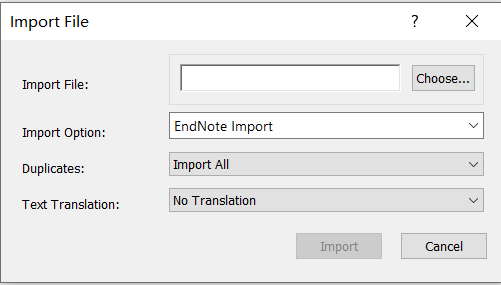 Import File
?
Import File:
Choose...
Import Option:
EndNote Import
Duplicates:
Import All
Text Translation:
No Translation
Import
Cancel